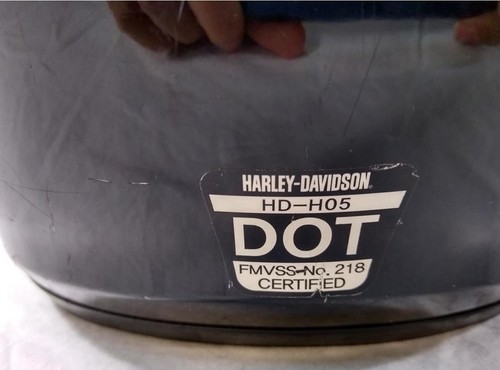 HARLEY-DAVIDSON
HD-H05
DOT
FMVSS No. 218
CERTIFIED